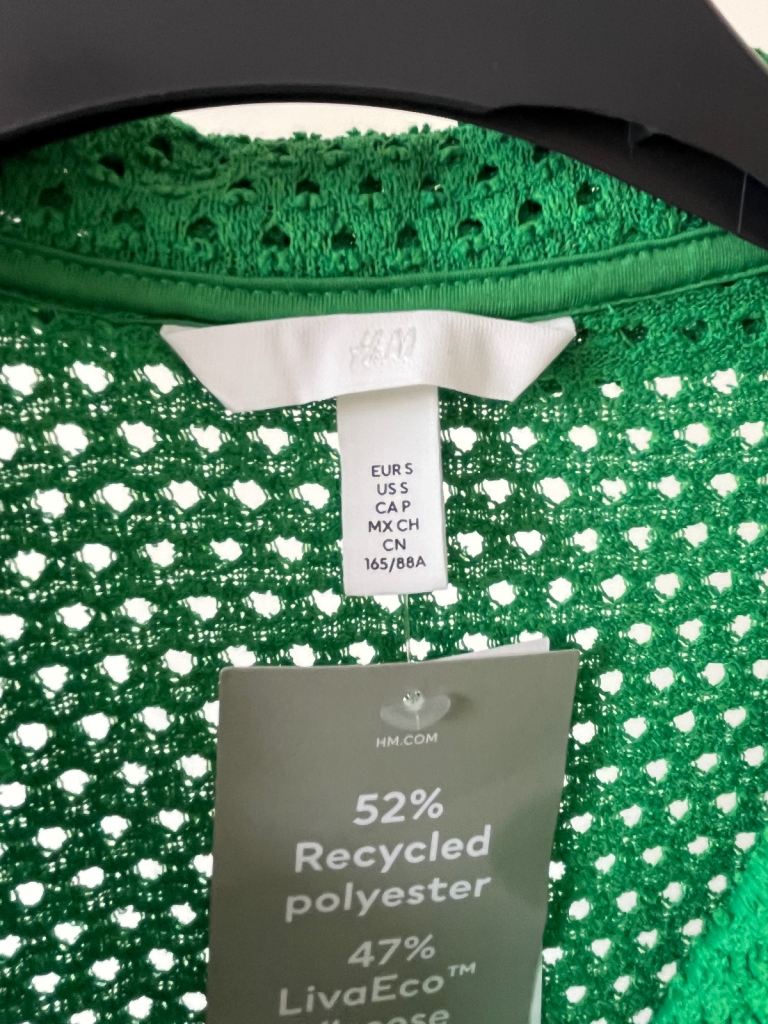 H&M
EUR S
US S
CA P
MX CH
CN
165/88A
HM.COM
52%
Recycled
polyester
47%
LivaEco™